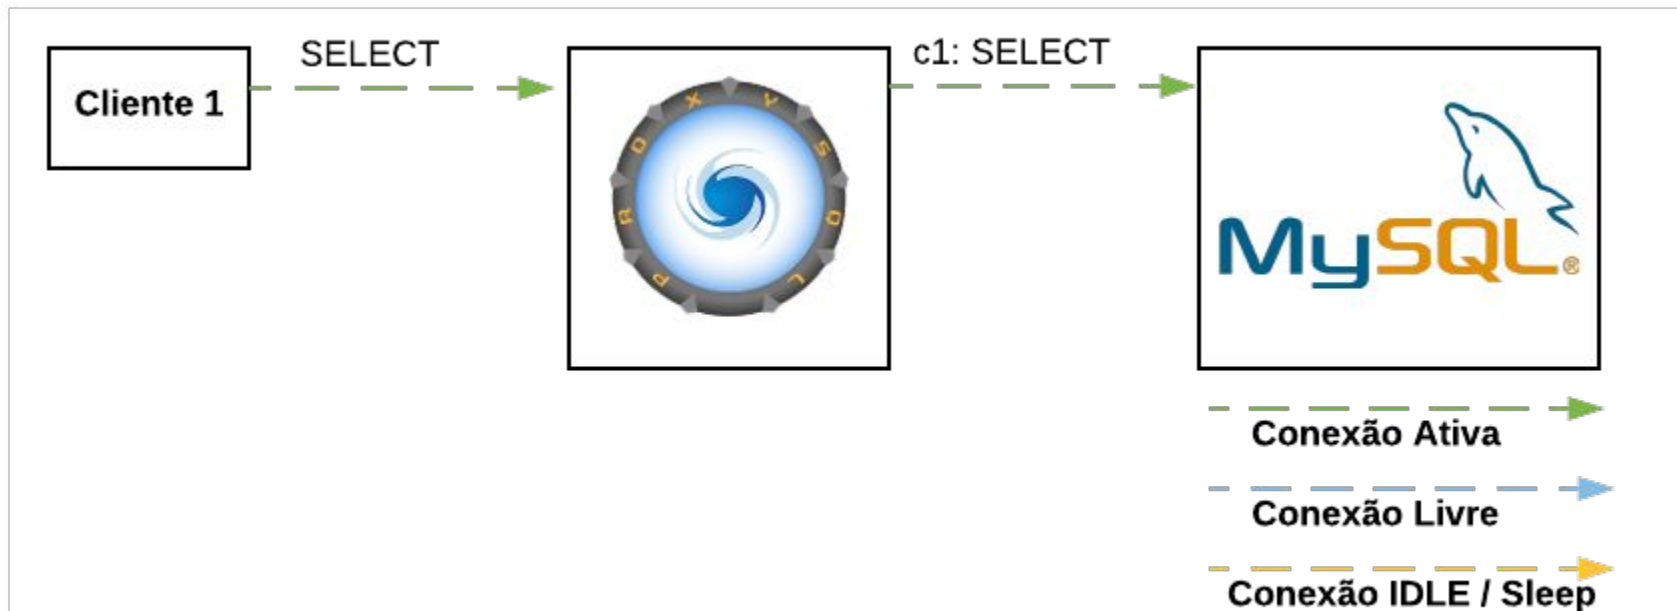 SELECT
c1: SELECT
Cliente 1
PROXYSQL
MySQL®
Conexão Ativa
Conexão Livre
Conexão IDLE / Sleep